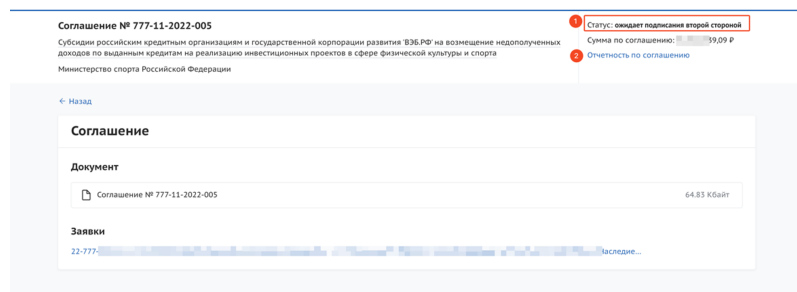 Соглашение № 777-11-2022-005
Субсидии российским кредитным организациям и государственной корпорации развития 'ВЭБ.РФ' на возмещение недополученных
доходов по выданным кредитам на реализацию инвестиционных проектов в сфере физической культуры и спорта
Министерство спорта Российской Федерации
1 Статус: ожидает подписания второй стороной
Сумма по соглашению: 39,09 ₽
2 Отчетность по соглашению
← Назад
Соглашение
Документ
Соглашение № 777-11-2022-005 64.83 Кбайт
Заявки
22-777- Наследие...